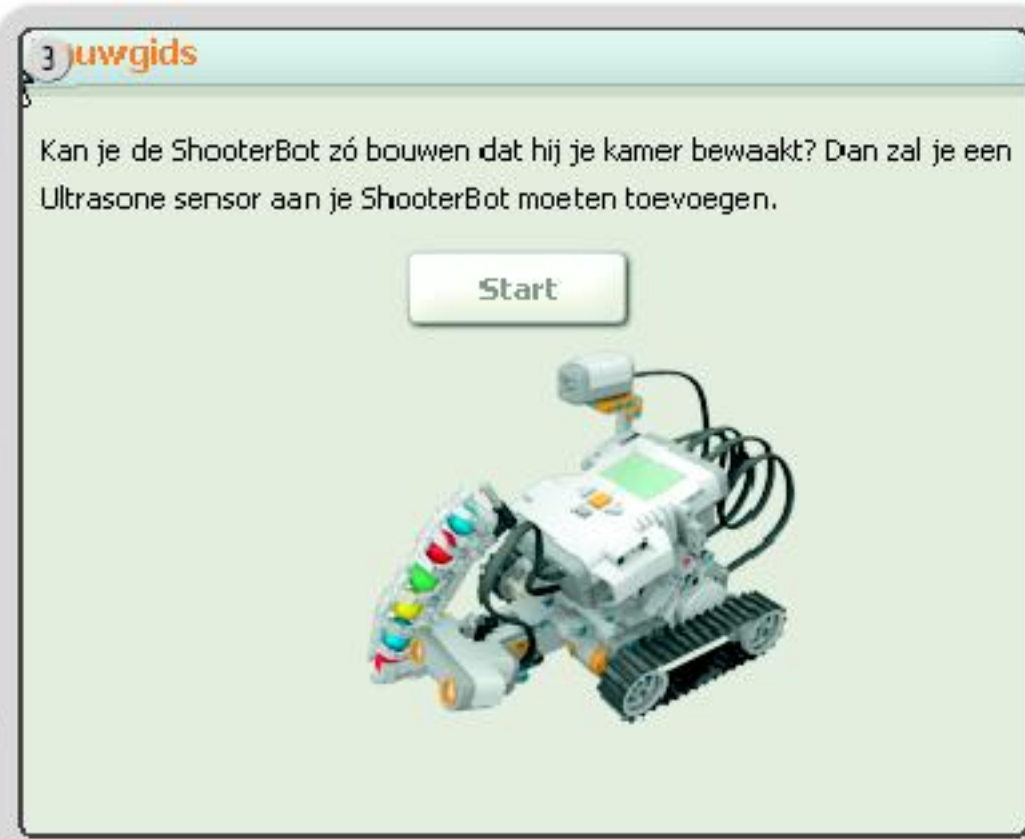 3 uwgids
Kan je de ShooterBot zó bouwen dat hij je kamer bewaakt? Dan zal je een
Ultrasone sensor aan je ShooterBot moeten toevoegen.
Start